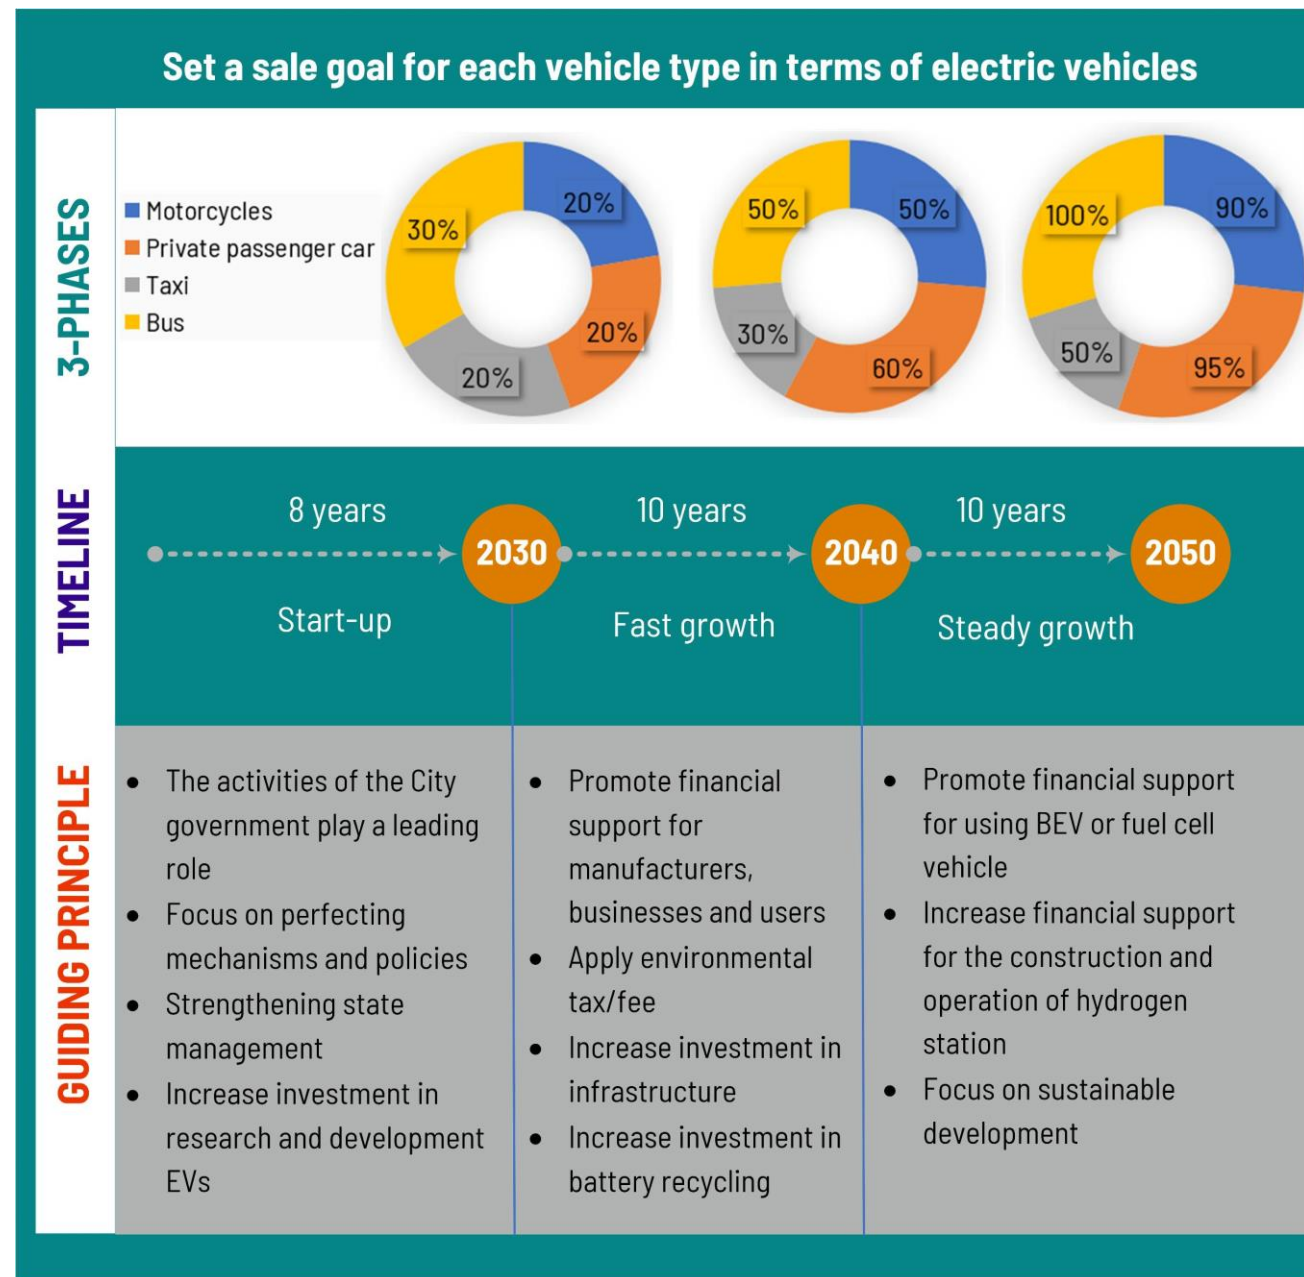 Set a sale goal for each vehicle type in terms of electric vehicles
3-PHASES
Motorcycles
Private passenger car
Taxi
Bus
30%
20%
20%
20%
50%
50%
30%
60%
100%
90%
50%
95%
TIMELINE
8 years
10 years
10 years
2030
2040
2050
Start-up
Fast growth
Steady growth
GUIDING PRINCIPLE
• The activities of the City
government play a leading
role
• Focus on perfecting
mechanisms and policies
• Strengthening state
management
• Increase investment in
research and development
EVs
• Promote financial
support for
manufacturers,
businesses and users
• Apply environmental
tax/fee
• Increase investment in
infrastructure
• Increase investment in
battery recycling
• Promote financial support
for using BEV or fuel cell
vehicle
• Increase financial support
for the construction and
operation of hydrogen
station
• Focus on sustainable
development